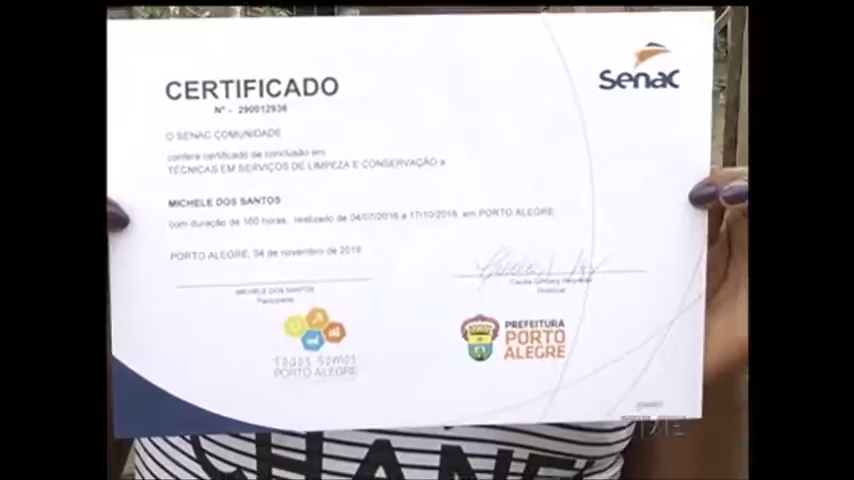 Senac
CERTIFICADO
Nº - 290012936
O SENAC COMUNIDADE
confere certificado de conclusão em
TÉCNICAS EM SERVIÇOS DE LIMPEZA E CONSERVAÇÃO a
MICHELE DOS SANTOS
com duração de 160 horas, realizado de 04/07/2016 a 17/10/2016, em PORTO ALEGRE
PORTO ALEGRE, 04 de novembro de 2016
MICHELE DOS SANTOS
Participante
Todos Somos
PORTO ALEGRE
PREFEITURA
PORTO
ALEGRE
TVE
CHANE